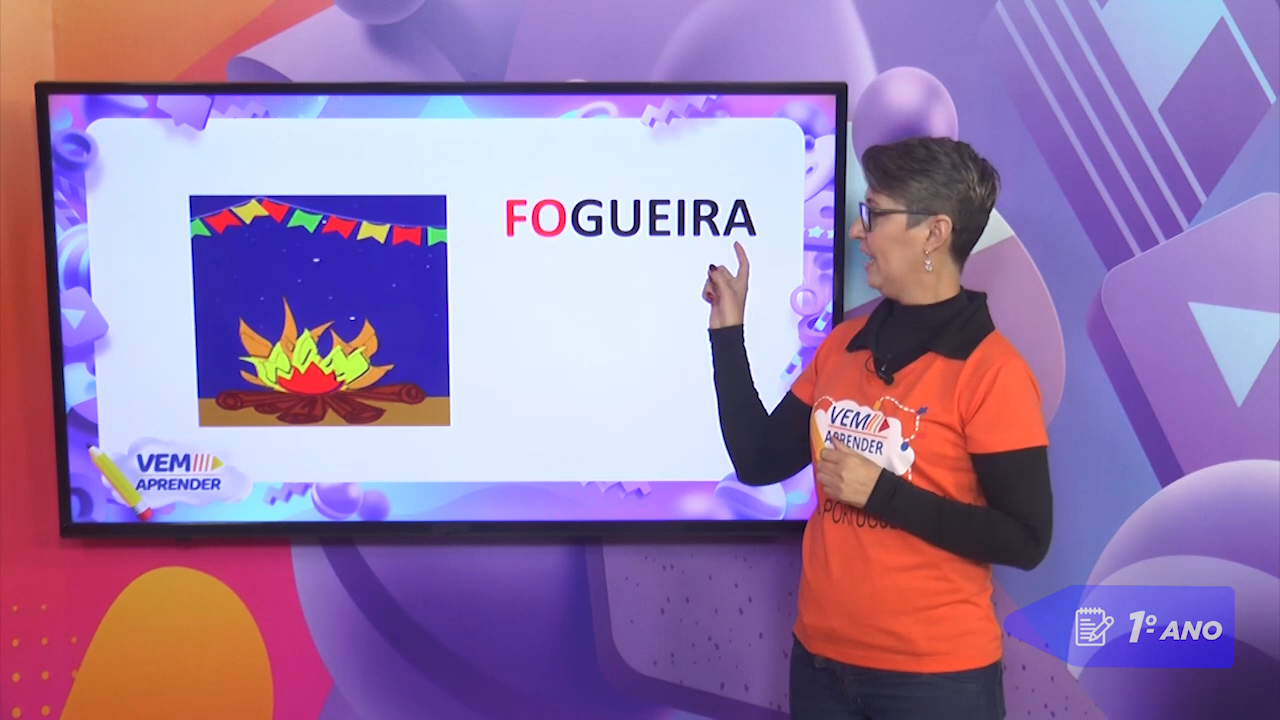 FOGUEIRA
VEM
APRENDER
VEM
APRENDER
1º ANO